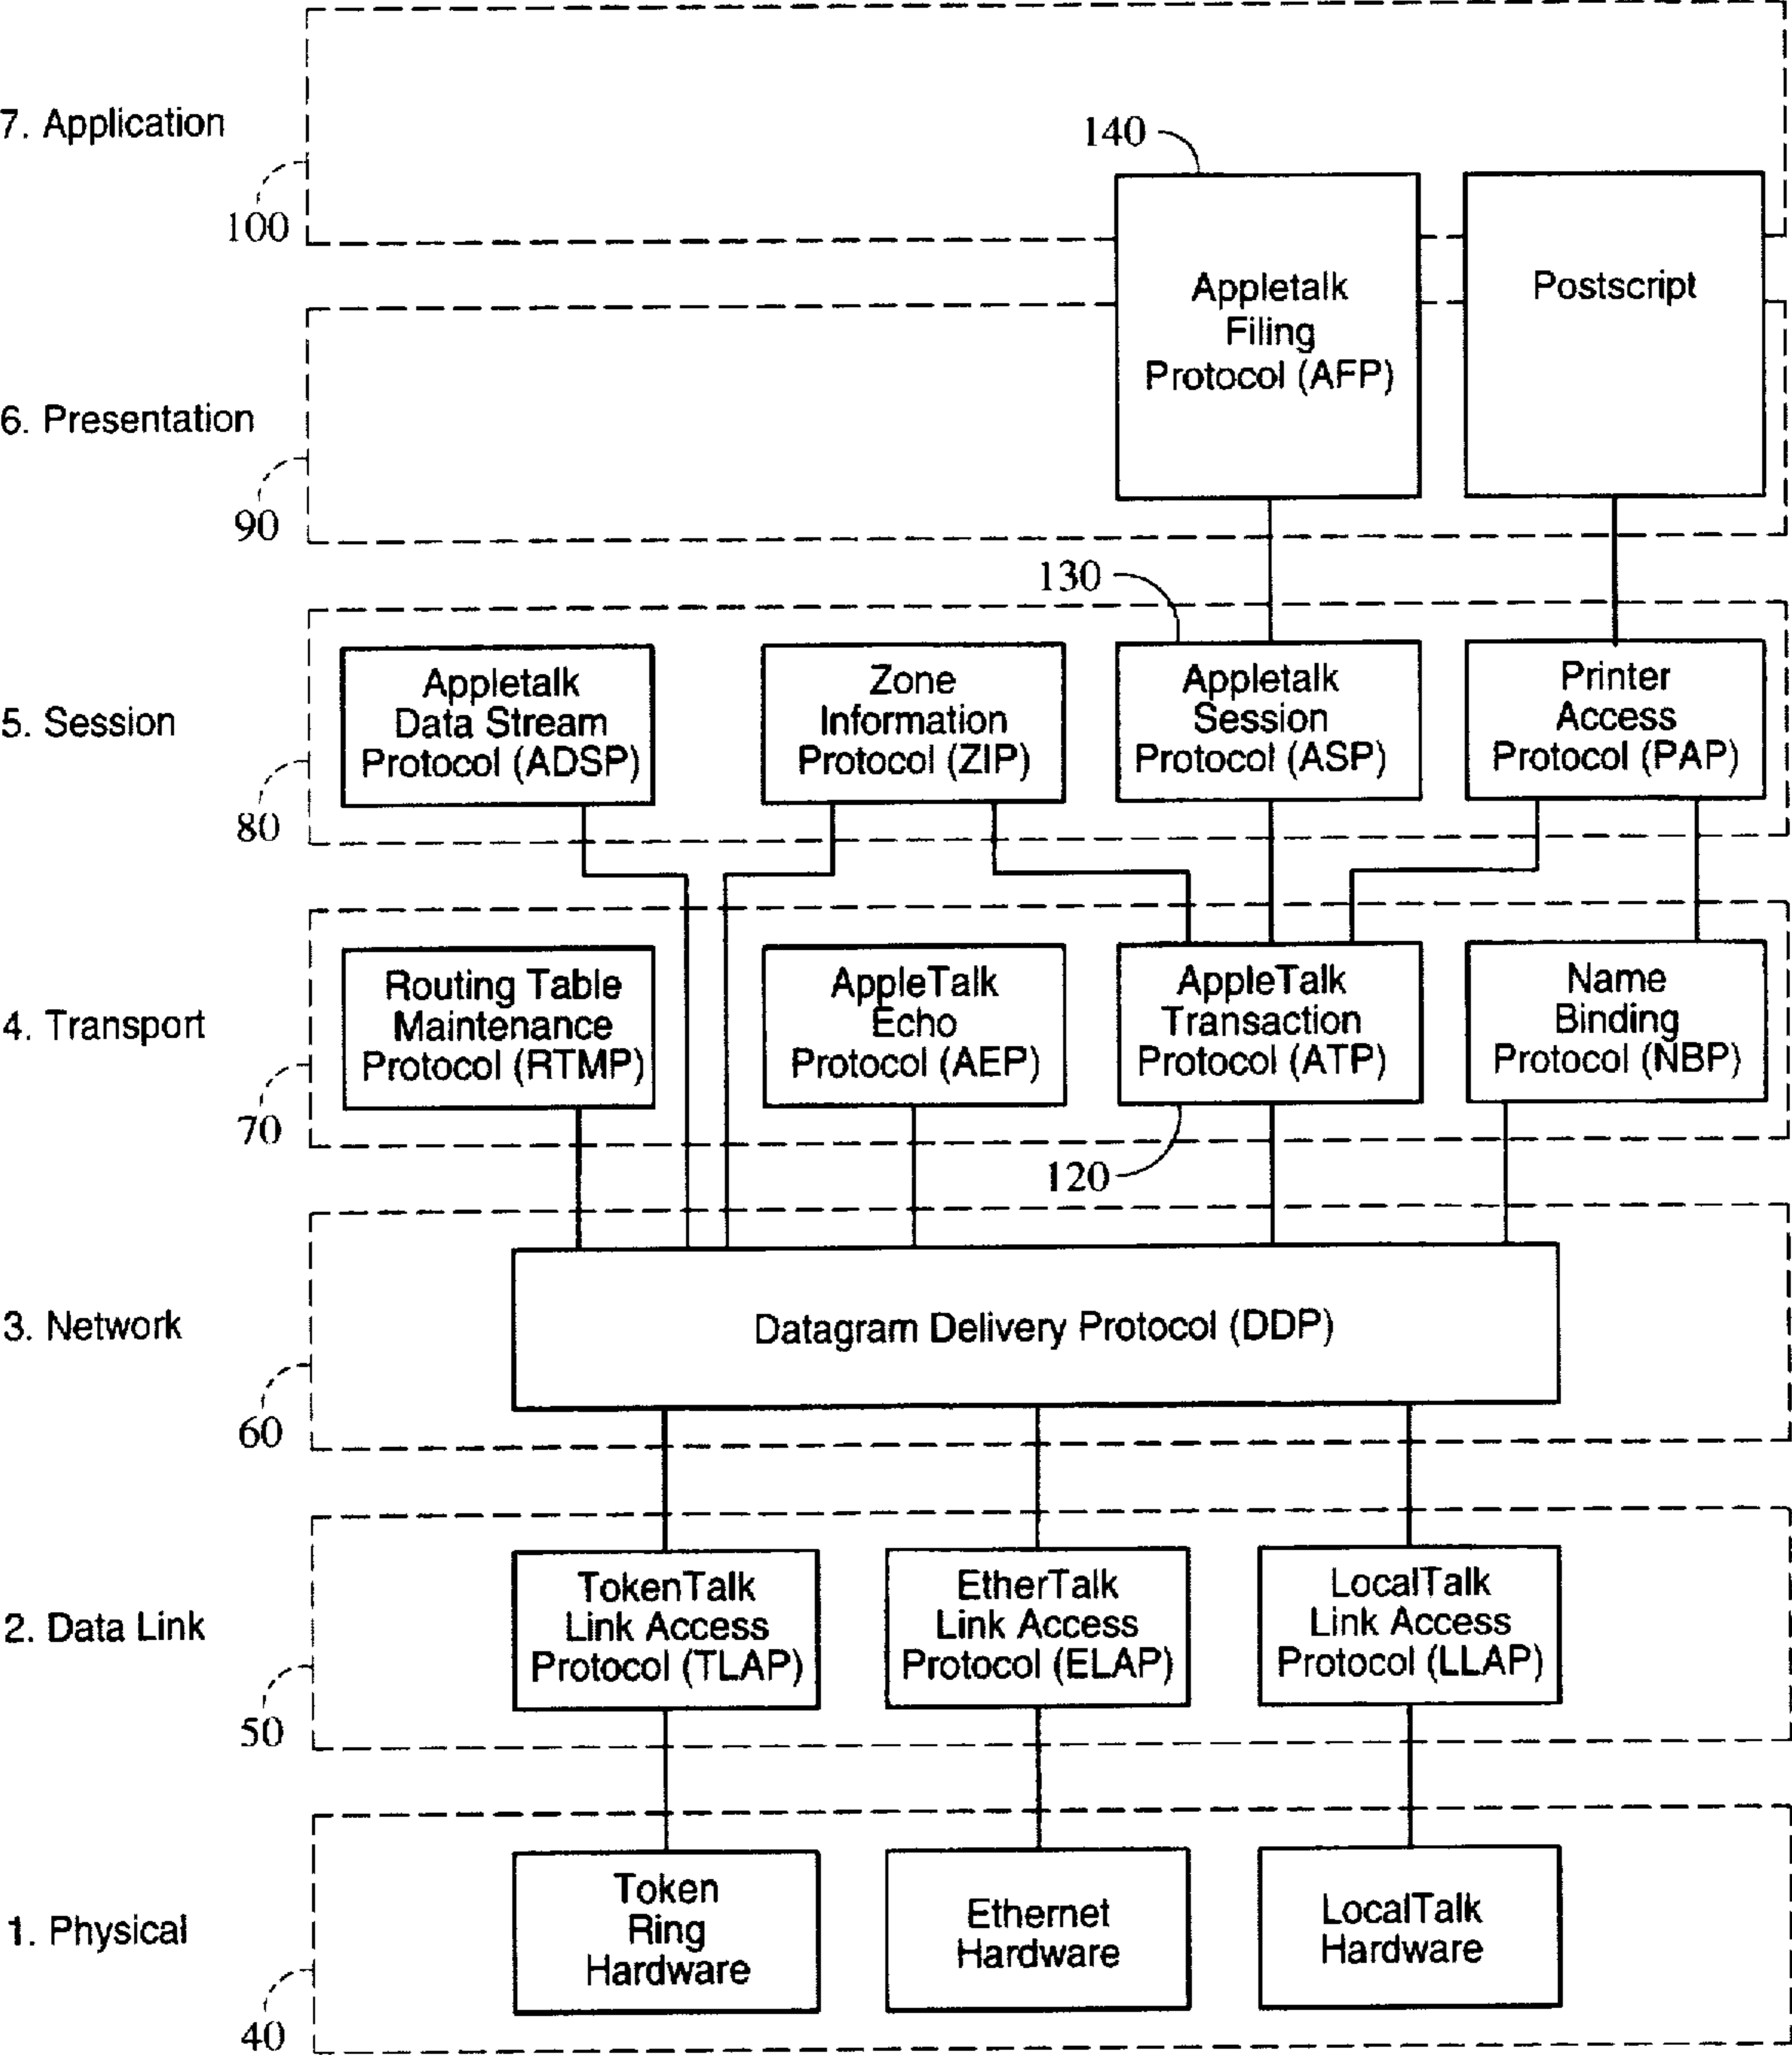 7. Application
100
140
Appletalk
Filing
Protocol (AFP)
Postscript
6. Presentation
90
130
5. Session
80
Appletalk
Data Stream
Protocol (ADSP)
Zone
Information
Protocol (ZIP)
Appletalk
Session
Protocol (ASP)
Printer
Access
Protocol (PAP)
4. Transport
70
Routing Table
Maintenance
Protocol (RTMP)
AppleTalk
Echo
Protocol (AEP)
AppleTalk
Transaction
Protocol (ATP)
Name
Binding
Protocol (NBP)
120
3. Network
60
Datagram Delivery Protocol (DDP)
2. Data Link
50
TokenTalk
Link Access
Protocol (TLAP)
EtherTalk
Link Access
Protocol (ELAP)
LocalTalk
Link Access
Protocol (LLAP)
1. Physical
40
Token
Ring
Hardware
Ethernet
Hardware
LocalTalk
Hardware